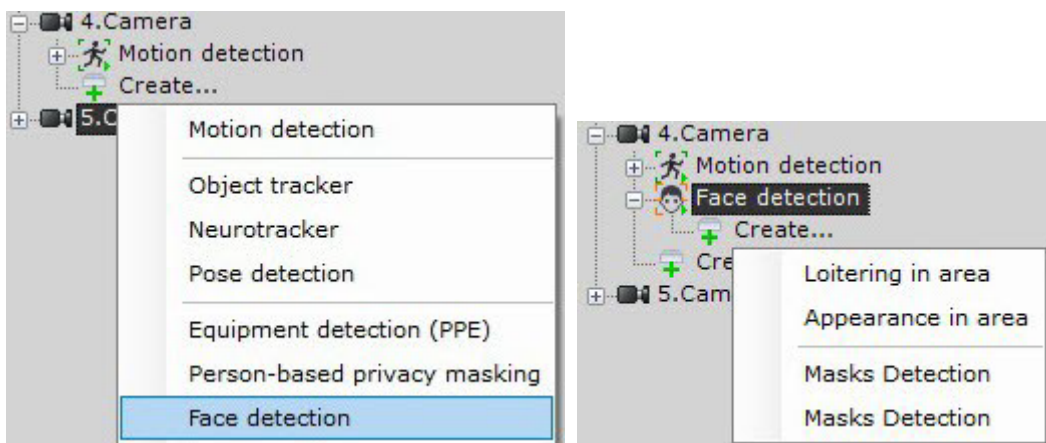 4.Camera
Motion detection
Create...
5.C
Motion detection
Object tracker
Neurotracker
Pose detection
Equipment detection (PPE)
Person-based privacy masking
Face detection
4.Camera
Motion detection
Face detection
Create...
Cre
5.Cam
Loitering in area
Appearance in area
Masks Detection
Masks Detection